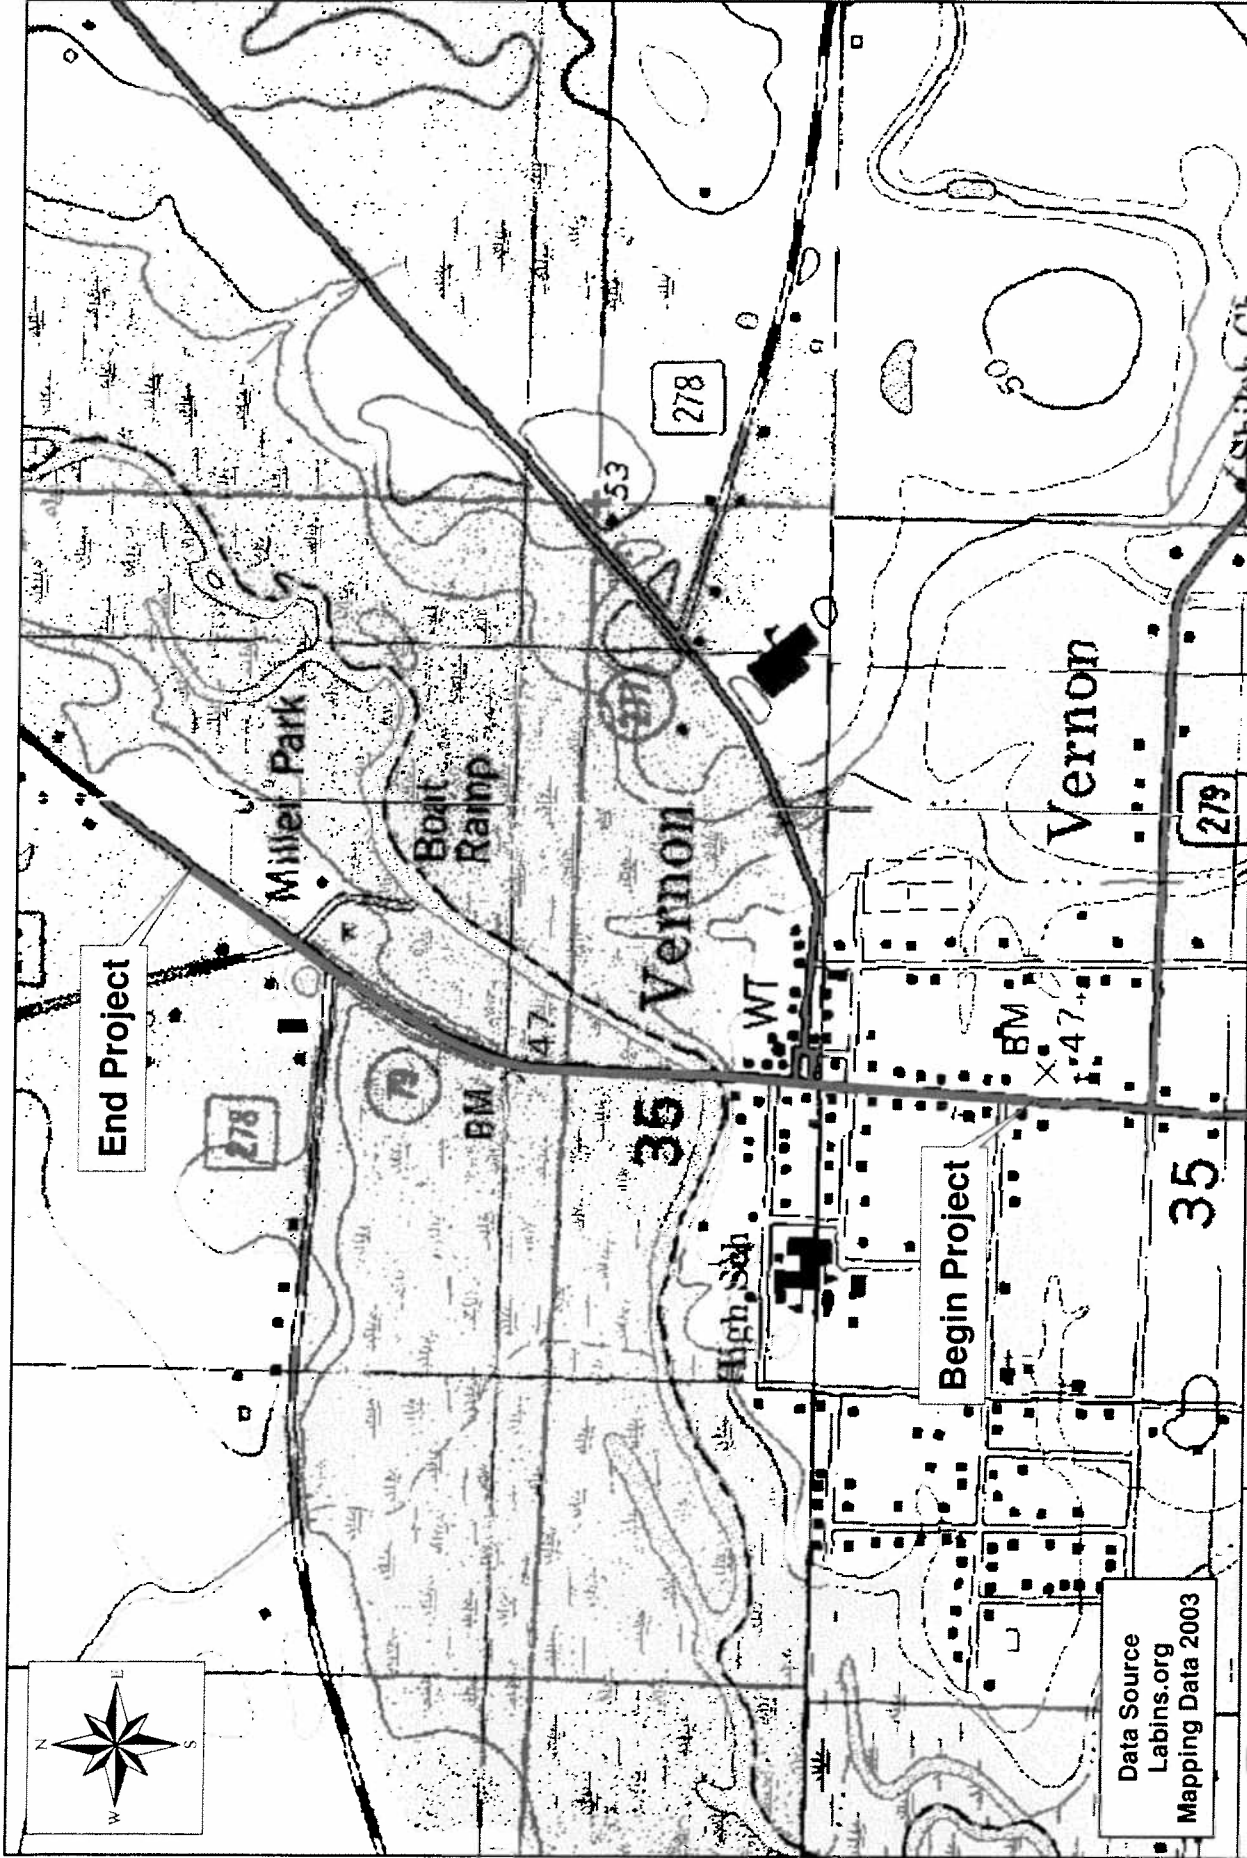 N
W
E
S
End Project
278
79
BM
47
Miller Park
Boat
Ramp
Vernon
35
WT
High Sch
277
53
278
50
Begin Project
BM
47
35
Vernon
279
Data Source
Labins.org
Mapping Data 2003